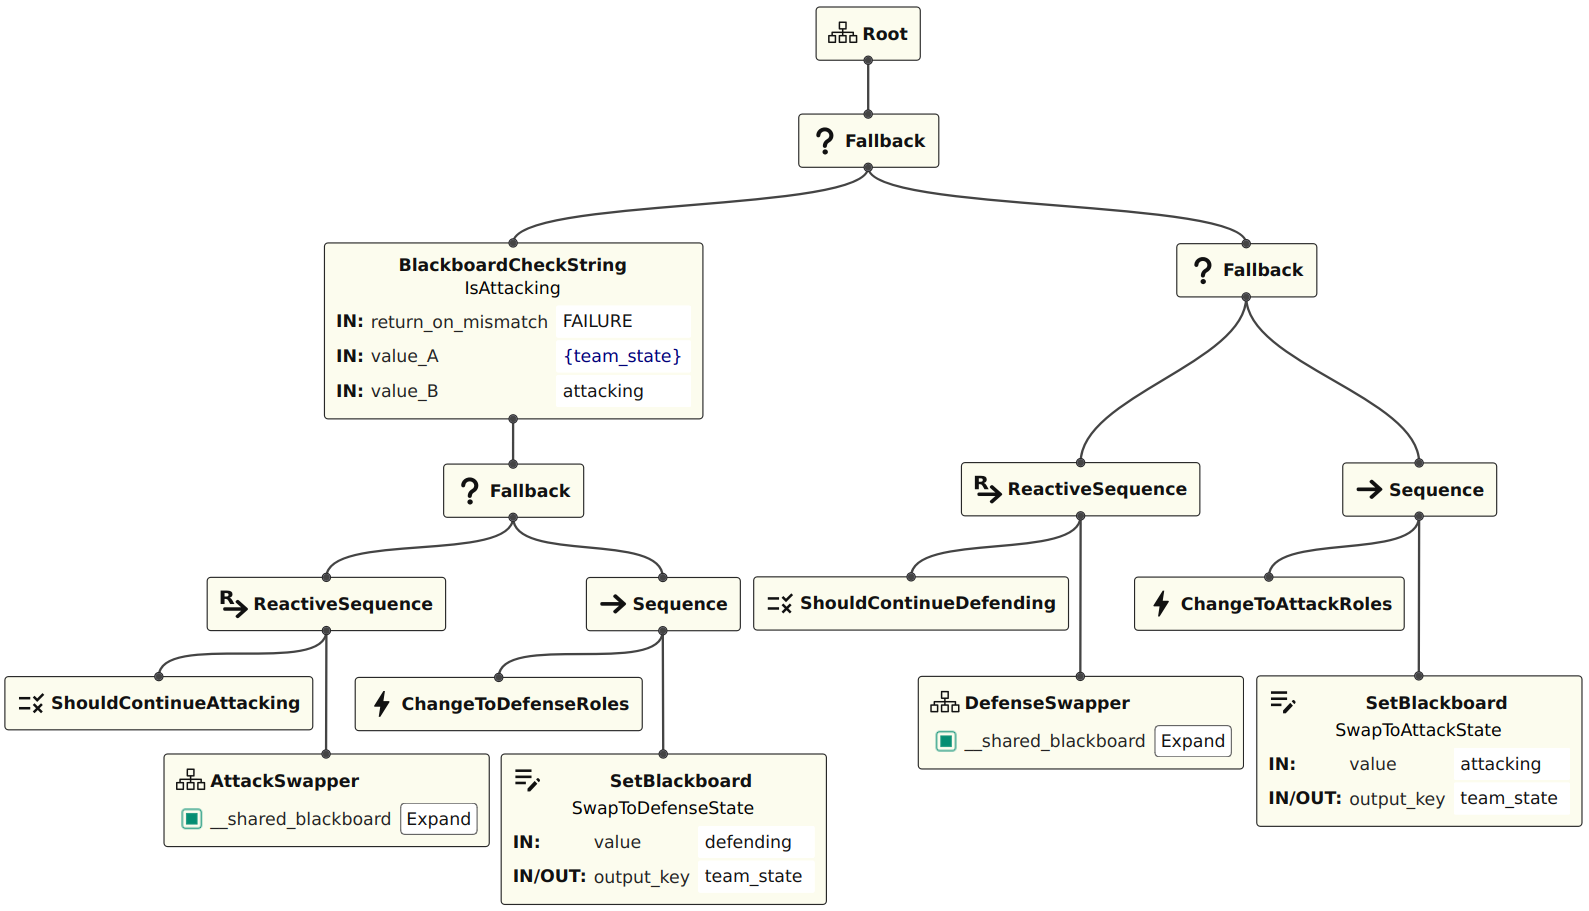 Root
? Fallback
BlackboardCheckString
IsAttacking
IN: return_on_mismatch FAILURE
IN: value_A {team_state}
IN: value_B attacking
? Fallback
? Fallback
R ReactiveSequence
Sequence
R ReactiveSequence
Sequence
ShouldContinueDefending
ChangeToAttackRoles
ShouldContinueAttacking
ChangeToDefenseRoles
DefenseSwapper
__shared_blackboard Expand
SetBlackboard
SwapToAttackState
IN: value attacking
IN/OUT: output_key team_state
AttackSwapper
__shared_blackboard Expand
SetBlackboard
SwapToDefenseState
IN: value defending
IN/OUT: output_key team_state